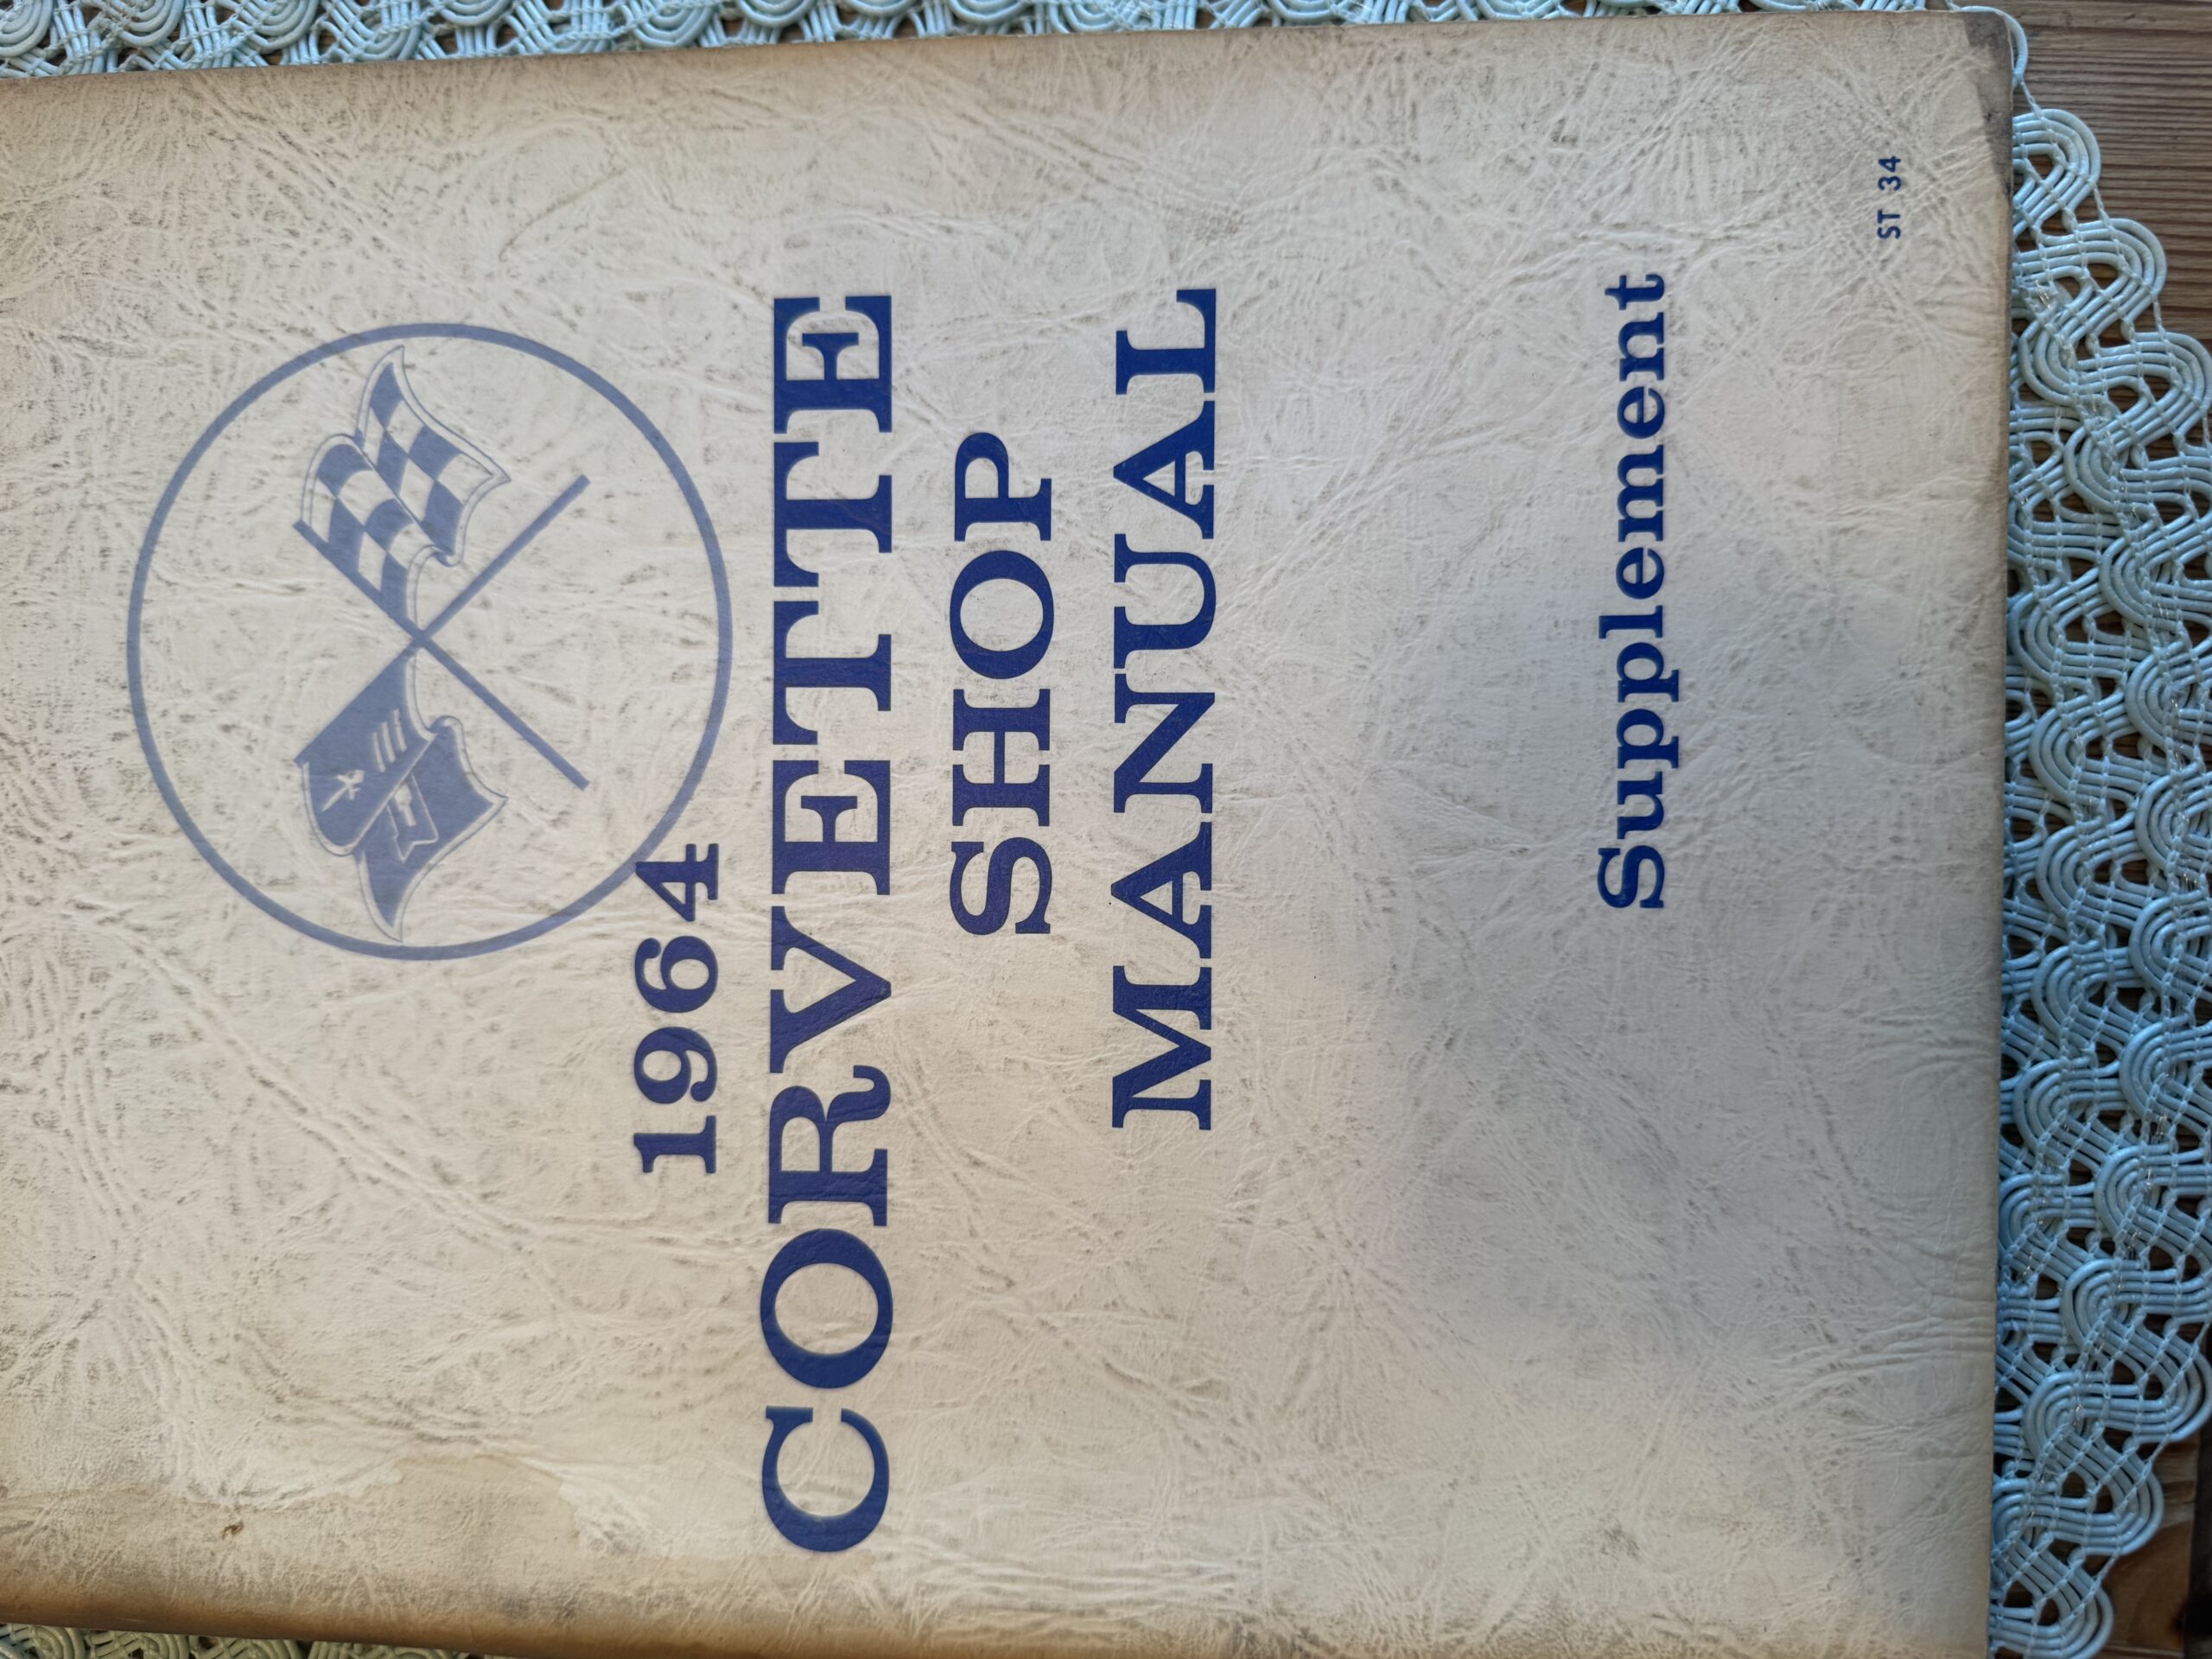 1964
CORVETTE
SHOP
MANUAL
Supplement
ST 34